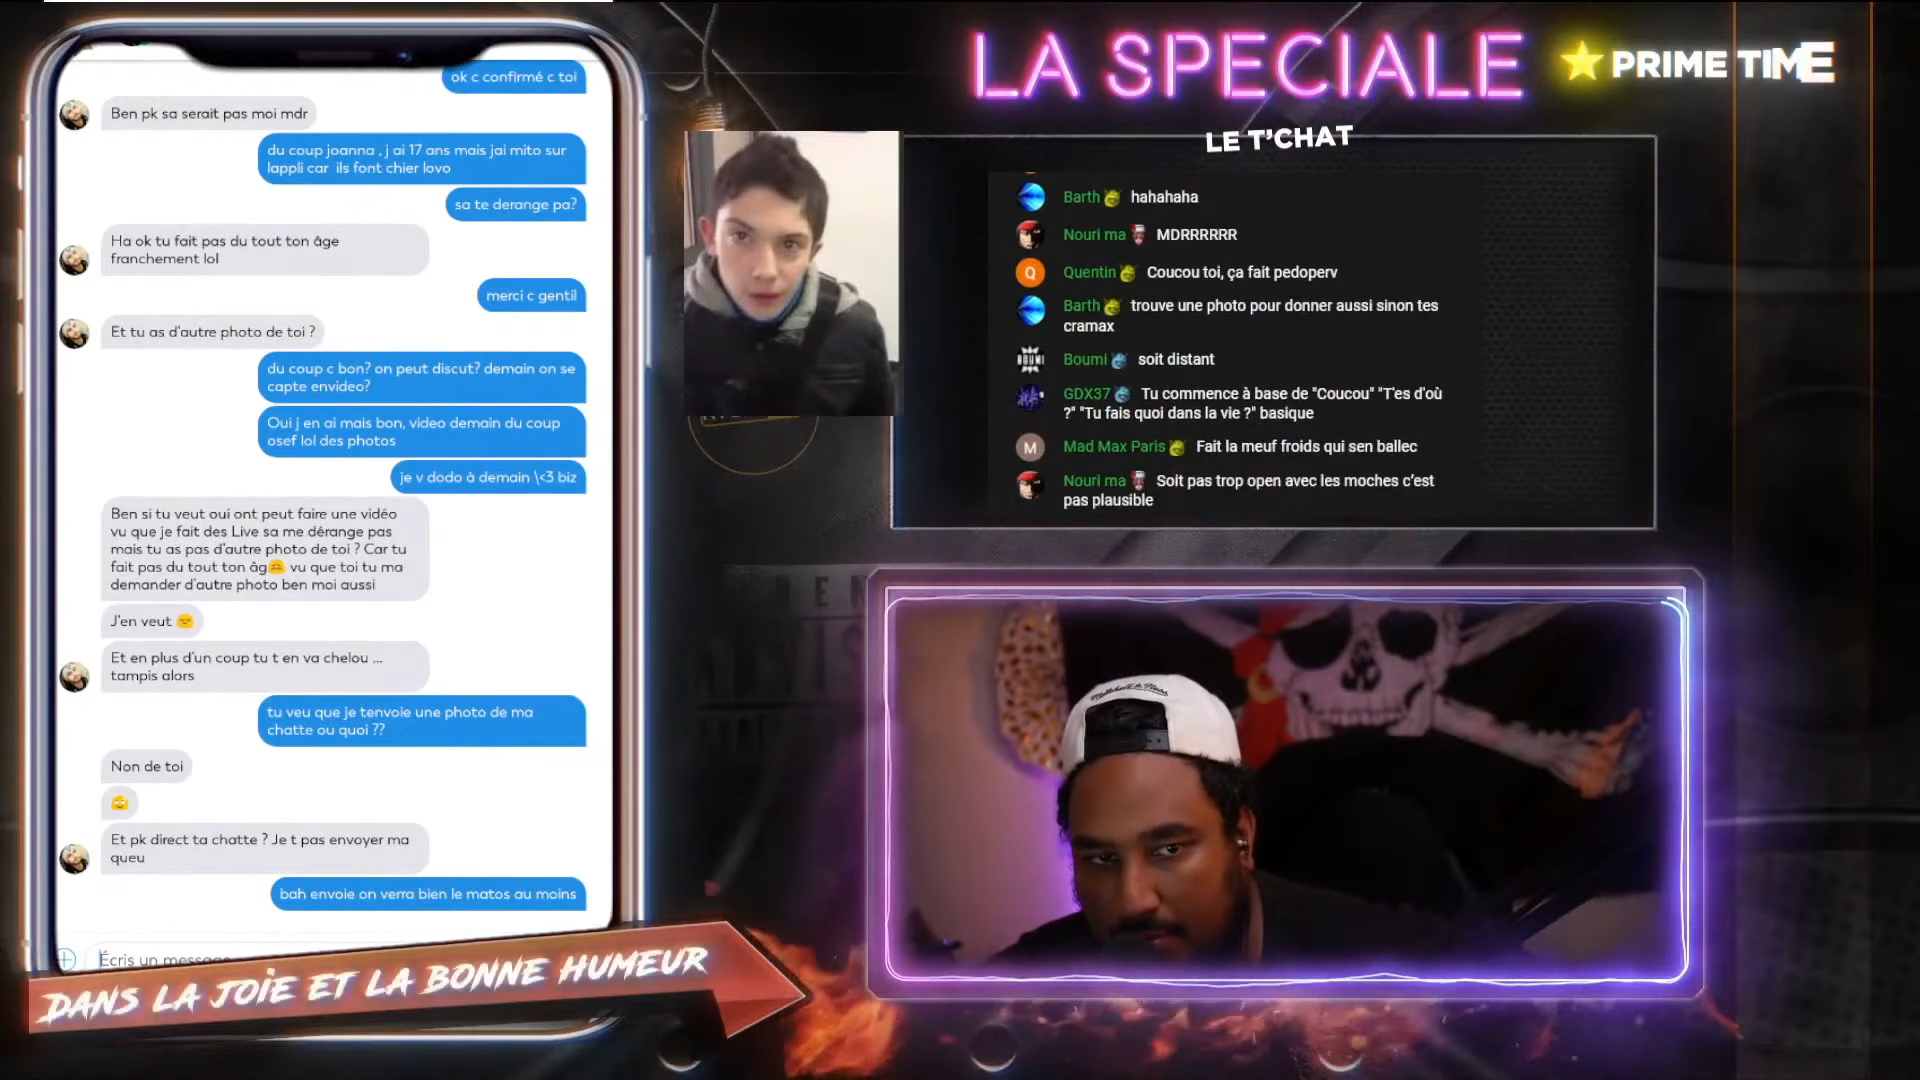 ok c confirmé c toi
Ben pk sa serait pas moi mdr
du coup joanna , j ai 17 ans mais jai mito sur
lappli car ils font chier lovo
sa te derange pa?
Ha ok tu fait pas du tout ton âge
franchement lol
merci c gentil
Et tu as d'autre photo de toi ?
du coup c bon? on peut discut? demain on se
capte envideo?
Oui j en ai mais bon, video demain du coup
osef lol des photos
je v dodo à demain \<3 biz
Ben si tu veut oui ont peut faire une vidéo
vu que je fait des Live sa me dérange pas
mais tu as pas d'autre photo de toi ? Car tu
fait pas du tout ton âg🤗 vu que toi tu ma
demander d'autre photo ben moi aussi
J'en veut
Et en plus d'un coup tu t en va chelou ...
tampis alors
tu veu que je tenvoie une photo de ma
chatte ou quoi ??
Non de toi
Et pk direct ta chatte ? Je t pas envoyer ma
queu
bah envoie on verra bien le matos au moins
Écris un message
DANS LA JOIE ET LA BONNE HUMEUR
LA SPECIALE
PRIME TIME
LE T'CHAT
Barth hahahaha
Nouri ma MDRRRRRR
Q Quentin Coucou toi, ça fait pedoperv
Barth trouve une photo pour donner aussi sinon tes
cramax
BOUMI Boumi soit distant
GDX37 Tu commence à base de "Coucou" "T'es d'où
?" "Tu fais quoi dans la vie ?" basique
M Mad Max Paris Fait la meuf froids qui sen ballec
Nouri ma Soit pas trop open avec les moches c'est
pas plausible